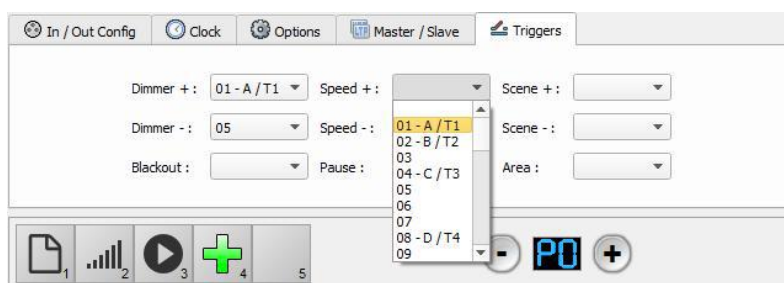 In / Out Config Clock Options LTP Master / Slave Triggers
Dimmer + : 01 - A / T1 Speed + : Scene + :
Dimmer - : 05 Speed - : Scene - :
Blackout : Pause : Area :
01 - A / T1
02 - B / T2
03
04 - C / T3
05
06
07
08 - D / T4
09
1 2 3 4 5 - P0 +